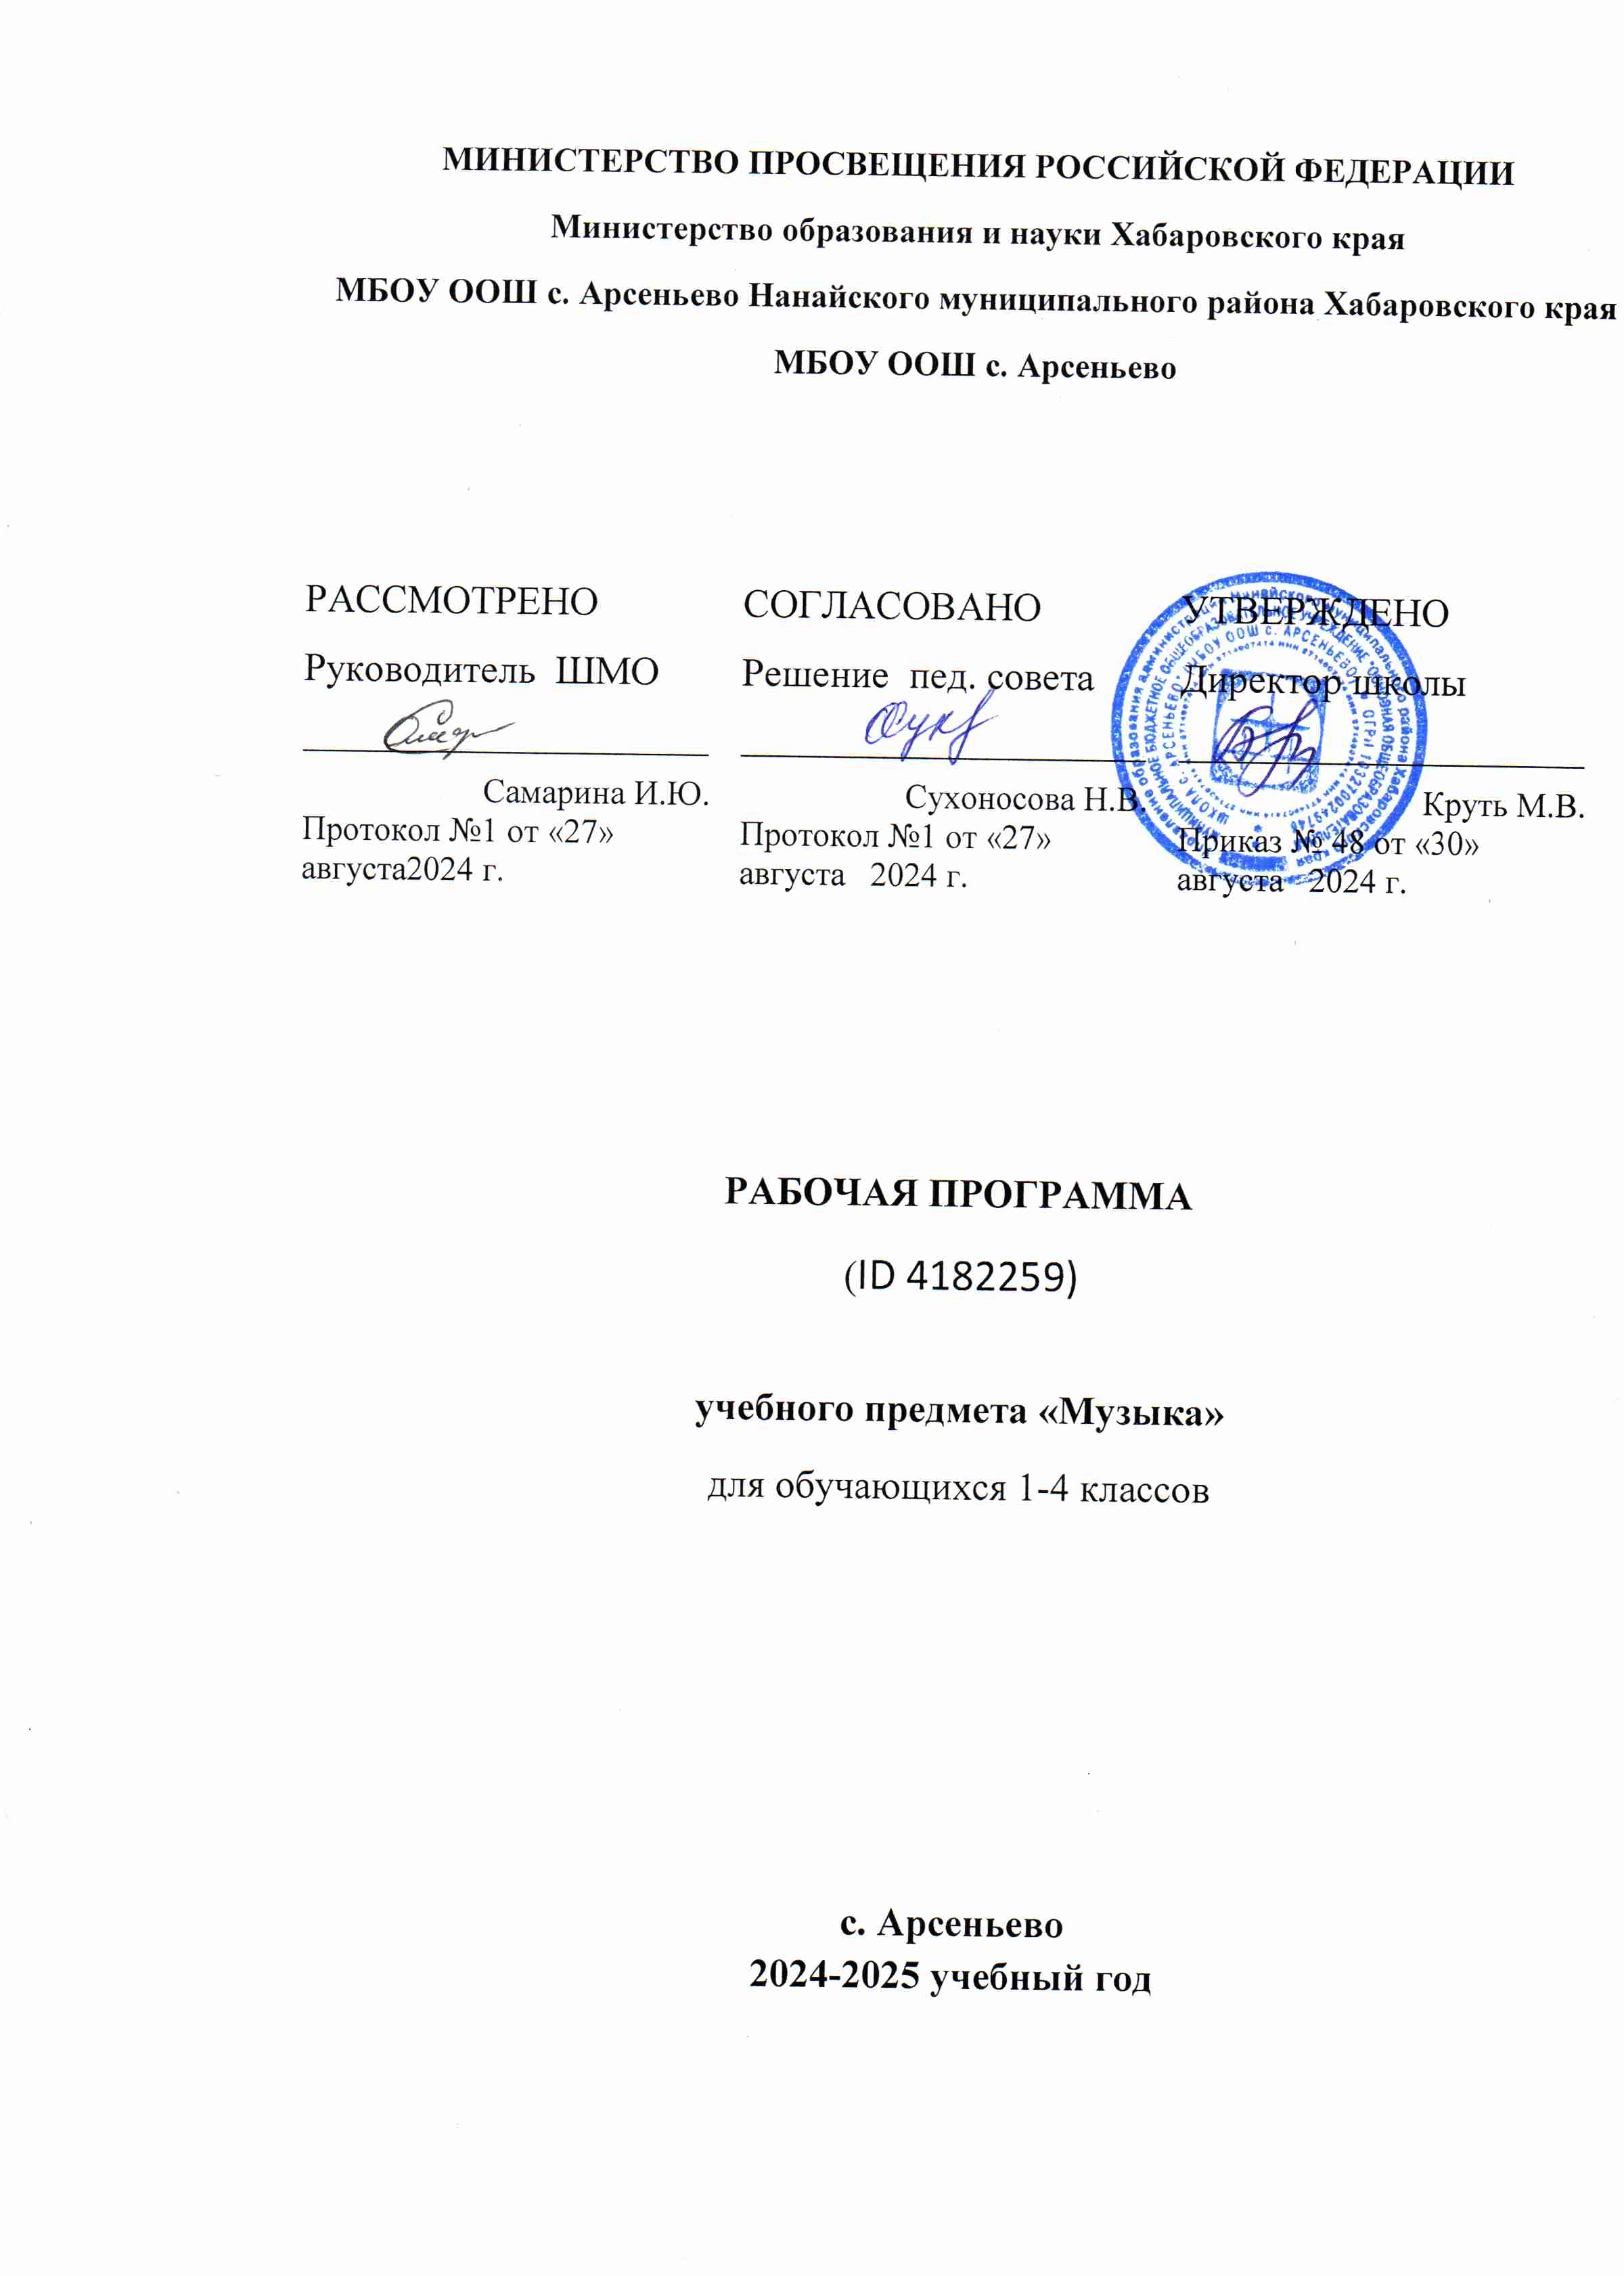 МИНИСТЕРСТВО ПРОСВЕЩЕНИЯ РОССИЙСКОЙ ФЕДЕРАЦИИ
Министерство образования и науки Хабаровского края
МБОУ ООШ с. Арсеньево Нанайского муниципального района Хабаровского края
МБОУ ООШ с. Арсеньево
РАССМОТРЕНО
Руководитель ШМО
Самарина И.Ю.
Протокол №1 от «27»
августа2024 г.
СОГЛАСОВАНО
Решение пед. совета
Сухоносова Н.В.
Протокол №1 от «27»
августа 2024 г.
УТВЕРЖДЕНО
Директор школы
Круть М.В.
Приказ № 48 от «30»
августа 2024 г.
РАБОЧАЯ ПРОГРАММА
(ID 4182259)
учебного предмета «Музыка»
для обучающихся 1-4 классов
с. Арсеньево
2024-2025 учебный год